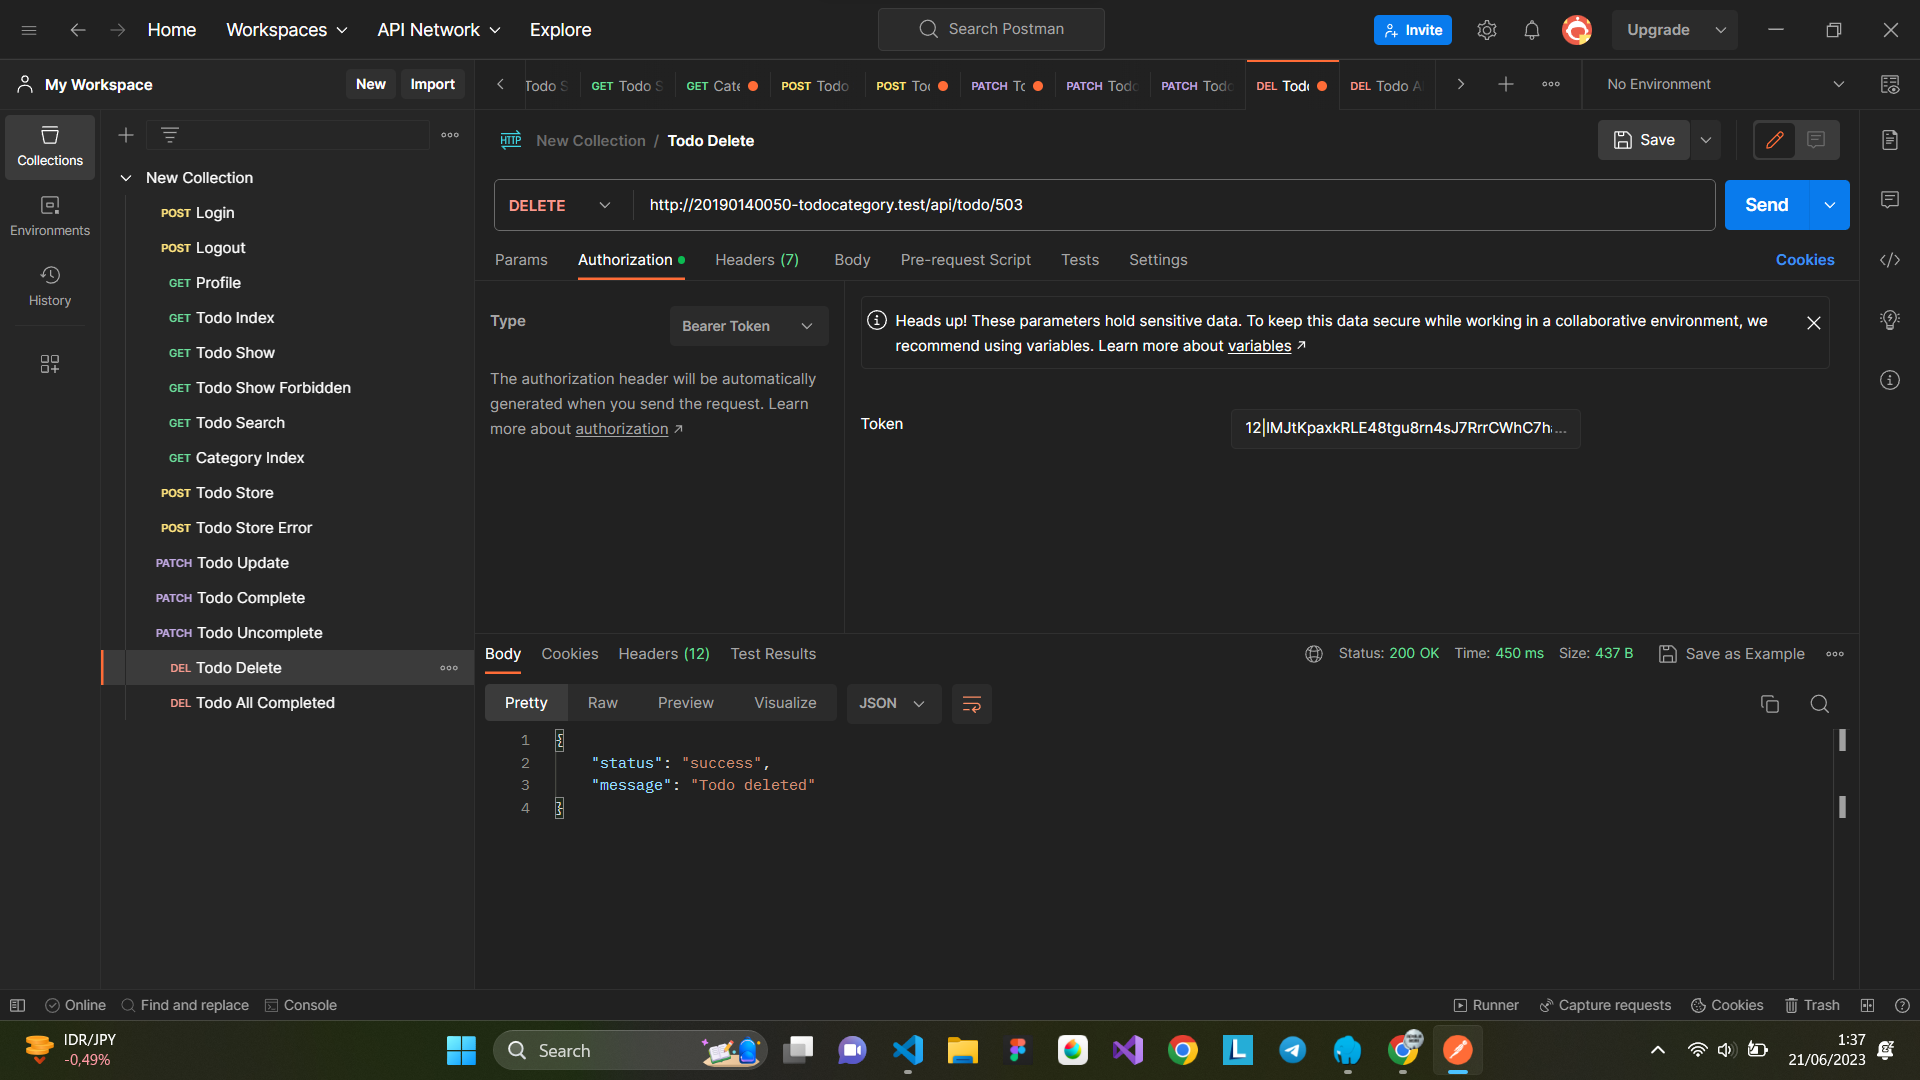 Home
Workspaces
API Network
Explore
Search Postman
Invite
Upgrade
My Workspace
New
Import
Todo S
GET Todo S
GET Cate
POST Todo
POST Toc
PATCH Tc
PATCH Todo
PATCH Todo
DEL Todo
DEL Todo Al
No Environment
Collections
Environments
History
New Collection
POST Login
POST Logout
GET Profile
GET Todo Index
GET Todo Show
GET Todo Show Forbidden
GET Todo Search
GET Category Index
POST Todo Store
POST Todo Store Error
PATCH Todo Update
PATCH Todo Complete
PATCH Todo Uncomplete
DEL Todo Delete
DEL Todo All Completed
HTTP New Collection / Todo Delete
Save
DELETE
http://20190140050-todocategory.test/api/todo/503
Send
Params
Authorization
Headers (7)
Body
Pre-request Script
Tests
Settings
Cookies
Type
Bearer Token
The authorization header will be automatically
generated when you send the request. Learn
more about authorization ↗
Heads up! These parameters hold sensitive data. To keep this data secure while working in a collaborative environment, we
recommend using variables. Learn more about variables ↗
Token
12|IMJtKpaxkRLE48tgu8rn4sJ7RrrCWhC7h...
Body
Cookies
Headers (12)
Test Results
Status: 200 OK Time: 450 ms Size: 437 B
Save as Example
Pretty
Raw
Preview
Visualize
JSON
1 {
2 "status": "success",
3 "message": "Todo deleted"
4 }
Online
Find and replace
Console
Runner
Capture requests
Cookies
Trash
IDR/JPY
-0,49%
Search
1:37
21/06/2023